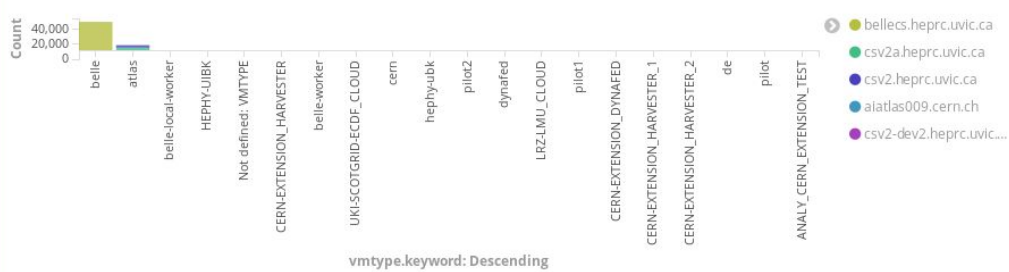 Count
40,000
20,000
0
belle
atlas
belle-local-worker
HEPHY-UIBK
Not defined: VMTYPE
CERN-EXTENSION_HARVESTER
belle-worker
UKI-SCOTGRID-ECDF_CLOUD
cern
hephy-ubk
pilot2
dynafed
LRZ-LMU_CLOUD
pilot1
CERN-EXTENSION_DYNAFED
CERN-EXTENSION_HARVESTER_1
CERN-EXTENSION_HARVESTER_2
de
pilot
ANALY_CERN_EXTENSION_TEST
vmtype.keyword: Descending
bellecs.heprc.uvic.ca
csv2a.heprc.uvic.ca
csv2.heprc.uvic.ca
aiatlas009.cern.ch
csv2-dev2.heprc.uvic....